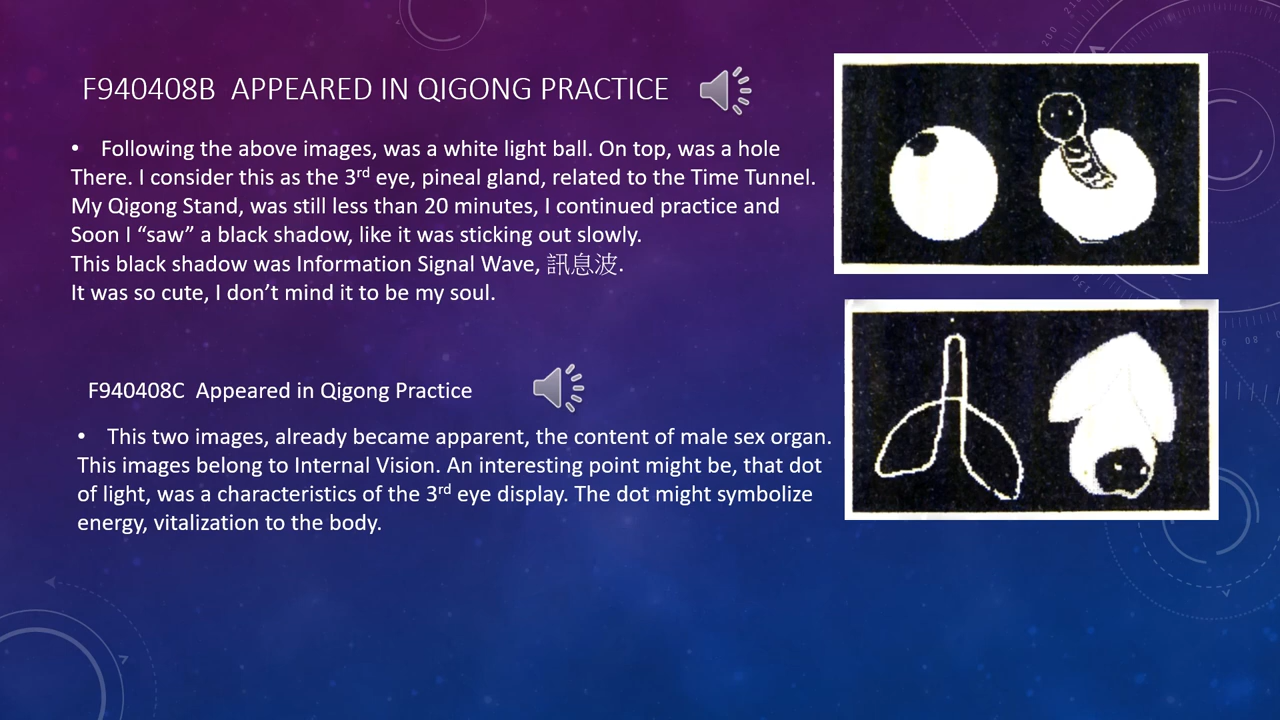 F940408B APPEARED IN QIGONG PRACTICE
• Following the above images, was a white light ball. On top, was a hole
There. I consider this as the 3rd eye, pineal gland, related to the Time Tunnel.
My Qigong Stand, was still less than 20 minutes, I continued practice and
Soon I “saw” a black shadow, like it was sticking out slowly.
This black shadow was Information Signal Wave, 訊息波.
It was so cute, I don’t mind it to be my soul.
F940408C Appeared in Qigong Practice
• This two images, already became apparent, the content of male sex organ.
This images belong to Internal Vision. An interesting point might be, that dot
of light, was a characteristics of the 3rd eye display. The dot might symbolize
energy, vitalization to the body.